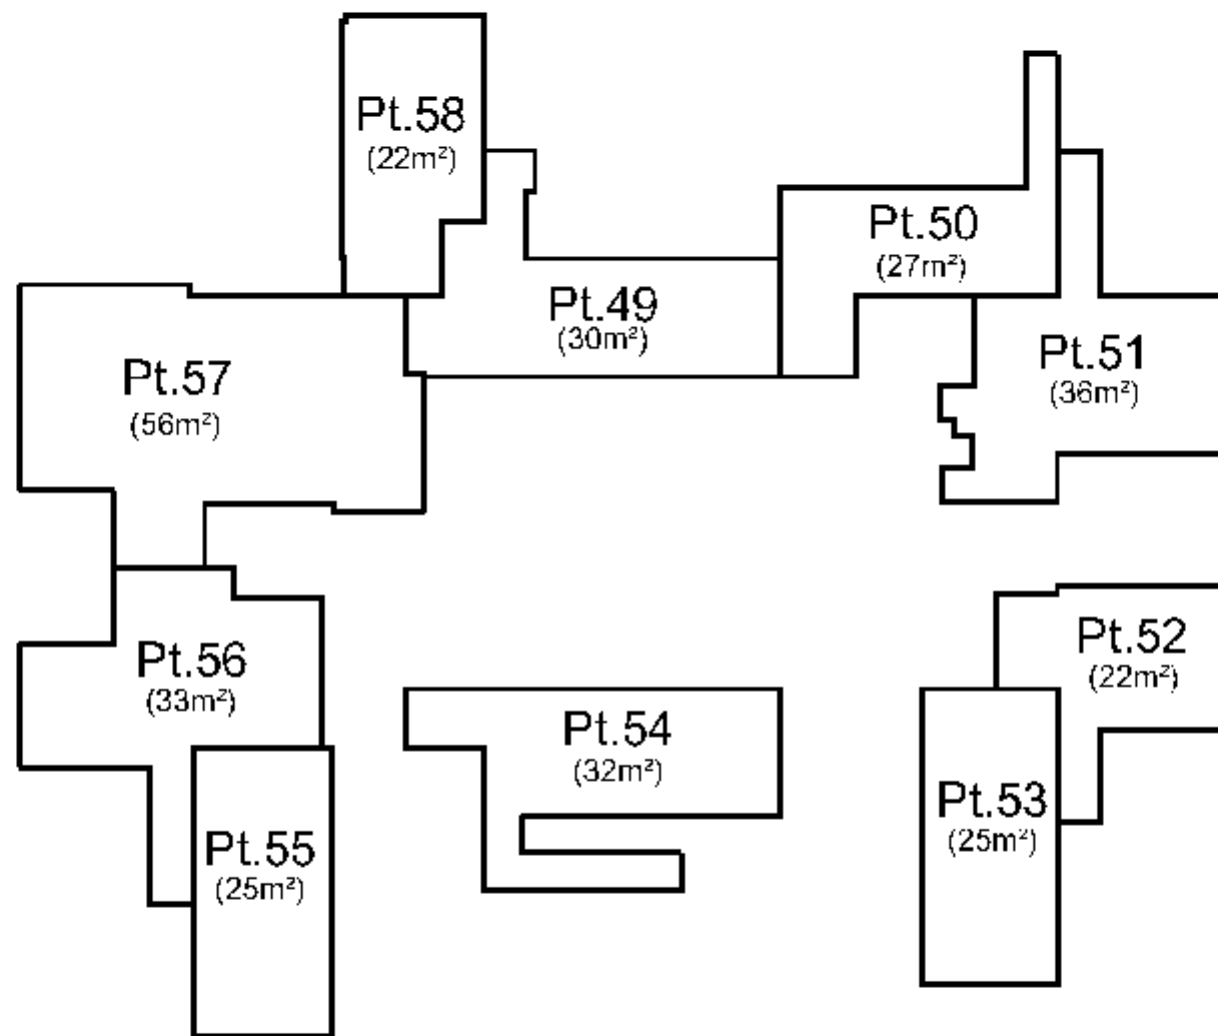 Pt.58
(22m²)
Pt.50
(27m²)
Pt.49
(30m²)
Pt.51
(36m²)
Pt.57
(56m²)
Pt.56
(33m²)
Pt.52
(22m²)
Pt.54
(32m²)
Pt.53
(25m²)
Pt.55
(25m²)